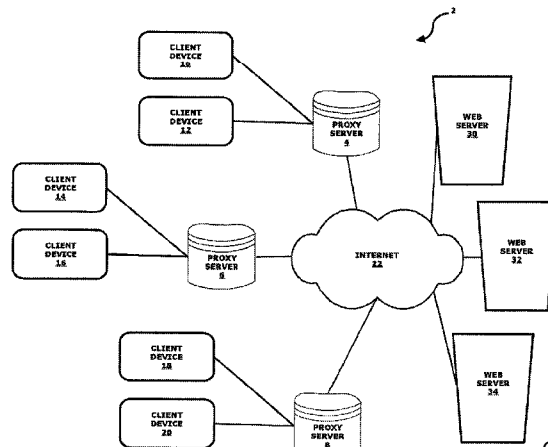 2
CLIENT
DEVICE
10
CLIENT
DEVICE
12
PROXY
SERVER
4
WEB
SERVER
30
CLIENT
DEVICE
14
CLIENT
DEVICE
16
PROXY
SERVER
6
INTERNET
22
WEB
SERVER
32
CLIENT
DEVICE
18
CLIENT
DEVICE
20
PROXY
SERVER
8
WEB
SERVER
34